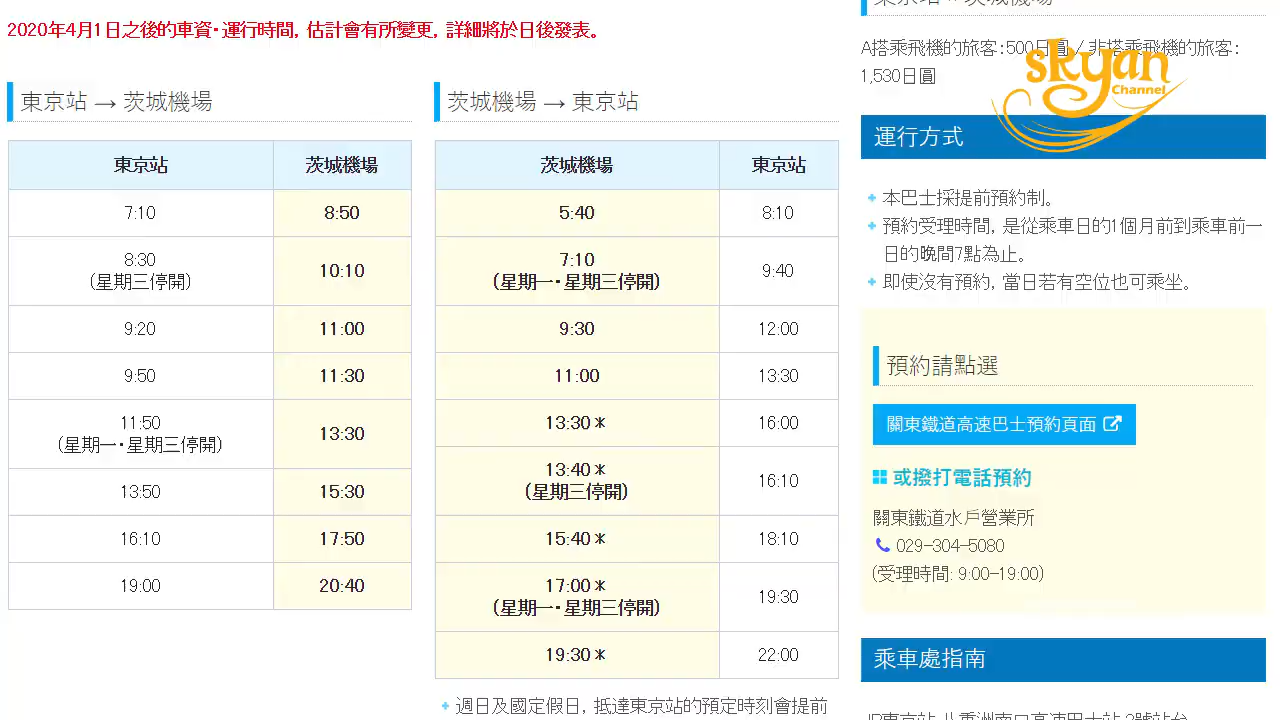 2020年4月1日之後的車資・運行時間，估計會有所變更，詳細將於日後發表。
東京站 → 茨城機場
東京站 茨城機場
7:10 8:50
8:30
(星期三停開) 10:10
9:20 11:00
9:50 11:30
11:50
(星期一・星期三停開) 13:30
13:50 15:30
16:10 17:50
19:00 20:40
茨城機場 → 東京站
茨城機場 東京站
5:40 8:10
7:10
(星期一・星期三停開) 9:40
9:30 12:00
11:00 13:30
13:30 * 16:00
13:40 *
(星期三停開) 16:10
15:40 * 18:10
17:00 *
(星期一・星期三停開) 19:30
19:30 * 22:00
週日及國定假日，抵達東京站的預定時刻會提前
A搭乘飛機的旅客：500日圓／非搭乘飛機的旅客：
1,530日圓
skyan
Channel
運行方式
本巴士採提前預約制。
預約受理時間，是從乘車日的1個月前到乘車前一
日的晚間7點為止。
即使沒有預約，當日若有空位也可乘坐。
預約請點選
關東鐵道高速巴士預約頁面
或撥打電話預約
關東鐵道水戶營業所
029-304-5080
(受理時間: 9:00-19:00)
乘車處指南